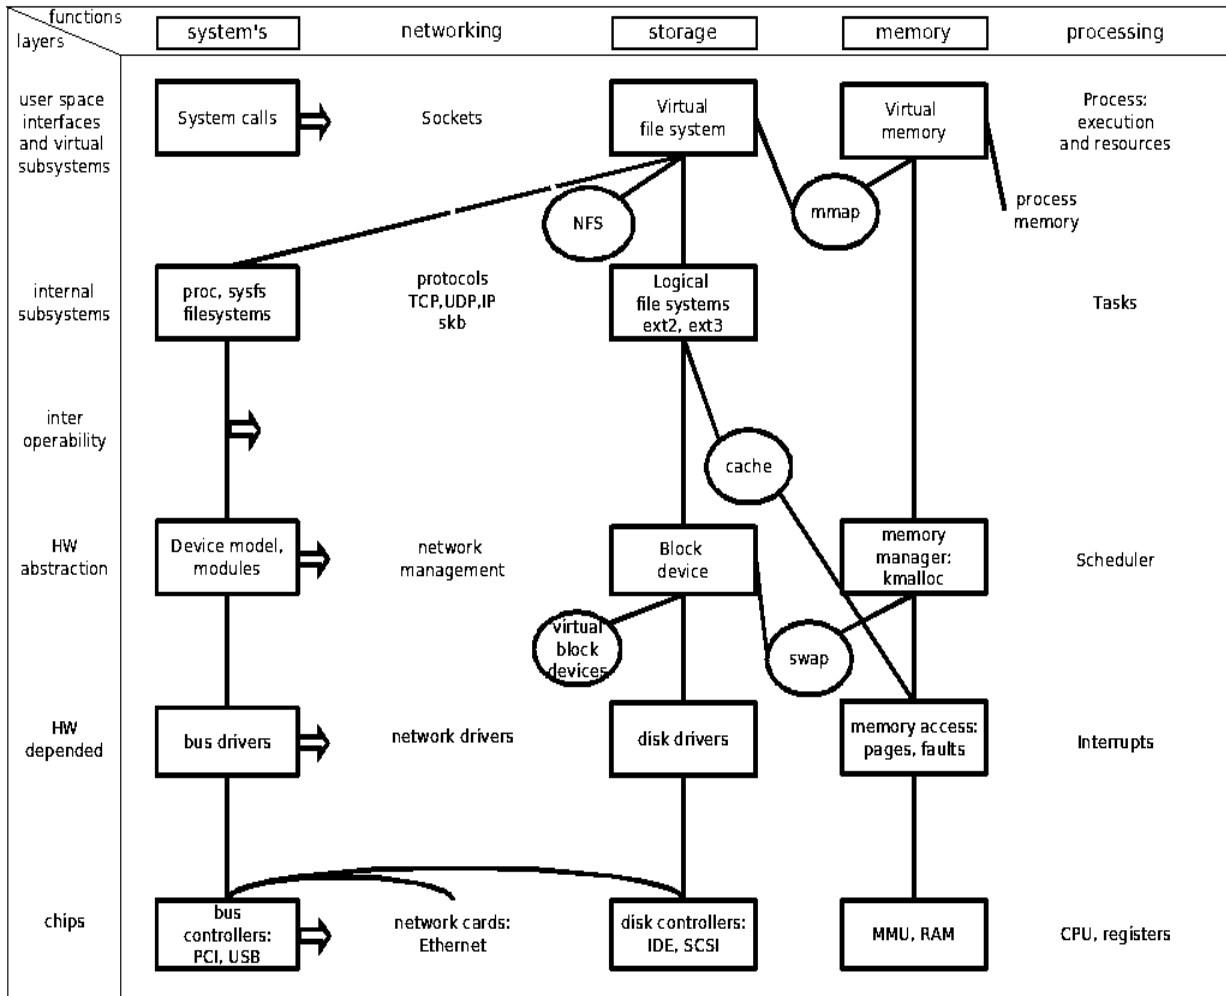 functions
layers
system's
networking
storage
memory
processing
user space
interfaces
and virtual
subsystems
System calls
Sockets
Virtual
file system
Virtual
memory
Process:
execution
and resources
NFS
mmap
process
memory
internal
subsystems
proc, sysfs
filesystems
protocols
TCP,UDP,IP
skb
Logical
file systems
ext2, ext3
Tasks
inter
operability
cache
HW
abstraction
Device model,
modules
network
management
Block
device
memory
manager:
kmalloc
Scheduler
virtual
block
devices
swap
HW
depended
bus drivers
network drivers
disk drivers
memory access:
pages, faults
Interrupts
chips
bus
controllers:
PCI, USB
network cards:
Ethernet
disk controllers:
IDE, SCSI
MMU, RAM
CPU, registers